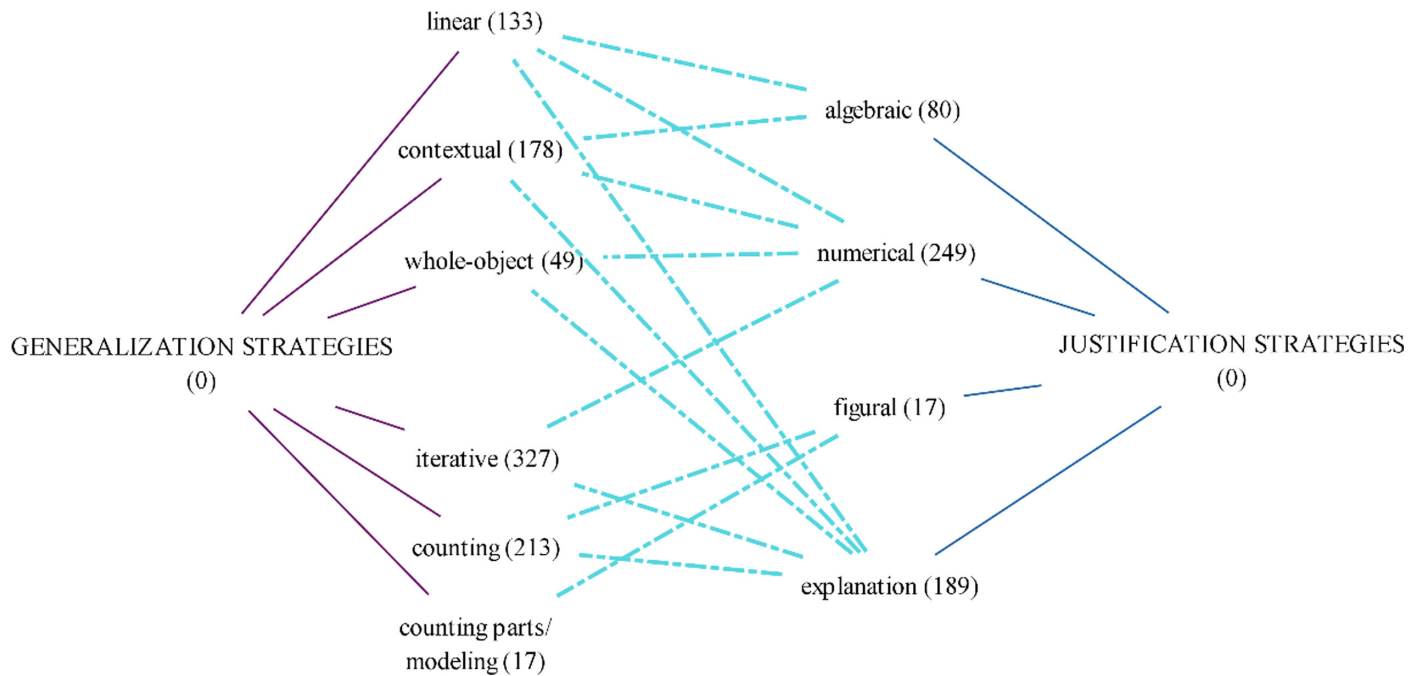 linear (133)
algebraic (80)
contextual (178)
numerical (249)
whole-object (49)
GENERALIZATION STRATEGIES
(0)
JUSTIFICATION STRATEGIES
(0)
figural (17)
iterative (327)
counting (213)
explanation (189)
counting parts/
modeling (17)